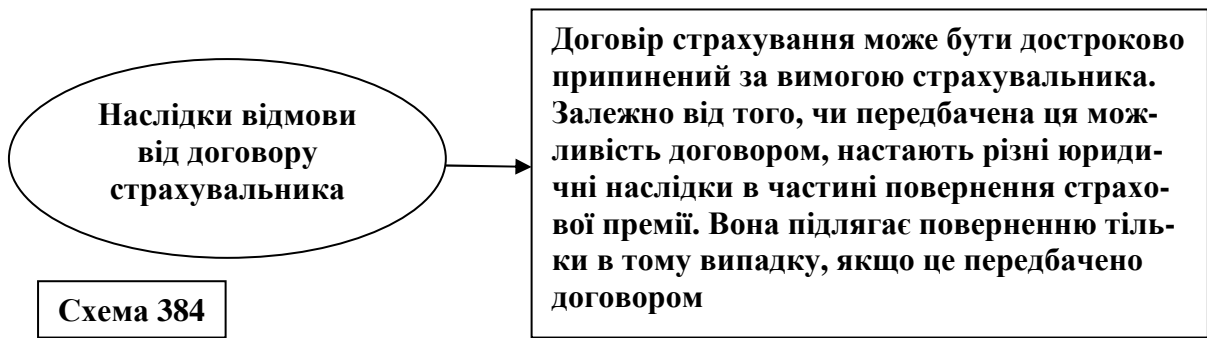 Наслідки відмови
від договору
страхувальника
Схема 384
Договір страхування може бути достроково
припинений за вимогою страхувальника.
Залежно від того, чи передбачена ця мож-
ливість договором, настають різні юриди-
чні наслідки в частині повернення страхо-
вої премії. Вона підлягає поверненню тіль-
ки в тому випадку, якщо це передбачено
договором